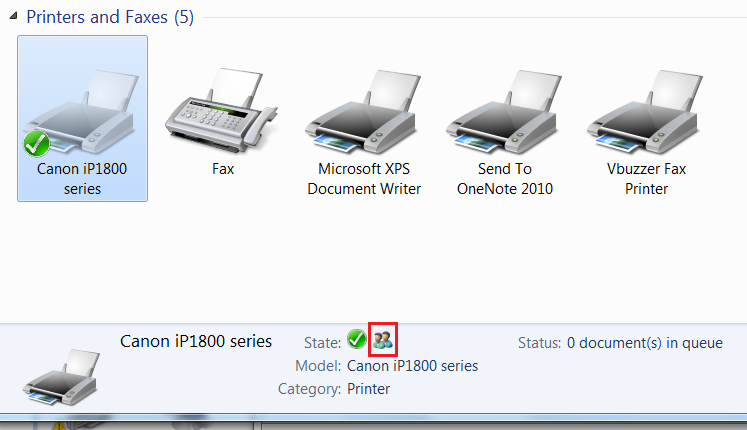 Printers and Faxes (5)
Canon iP1800
series
Fax
Microsoft XPS
Document Writer
Send To
OneNote 2010
Vbuzzer Fax
Printer
Canon iP1800 series
State:
Status: 0 document(s) in queue
Model: Canon iP1800 series
Category: Printer